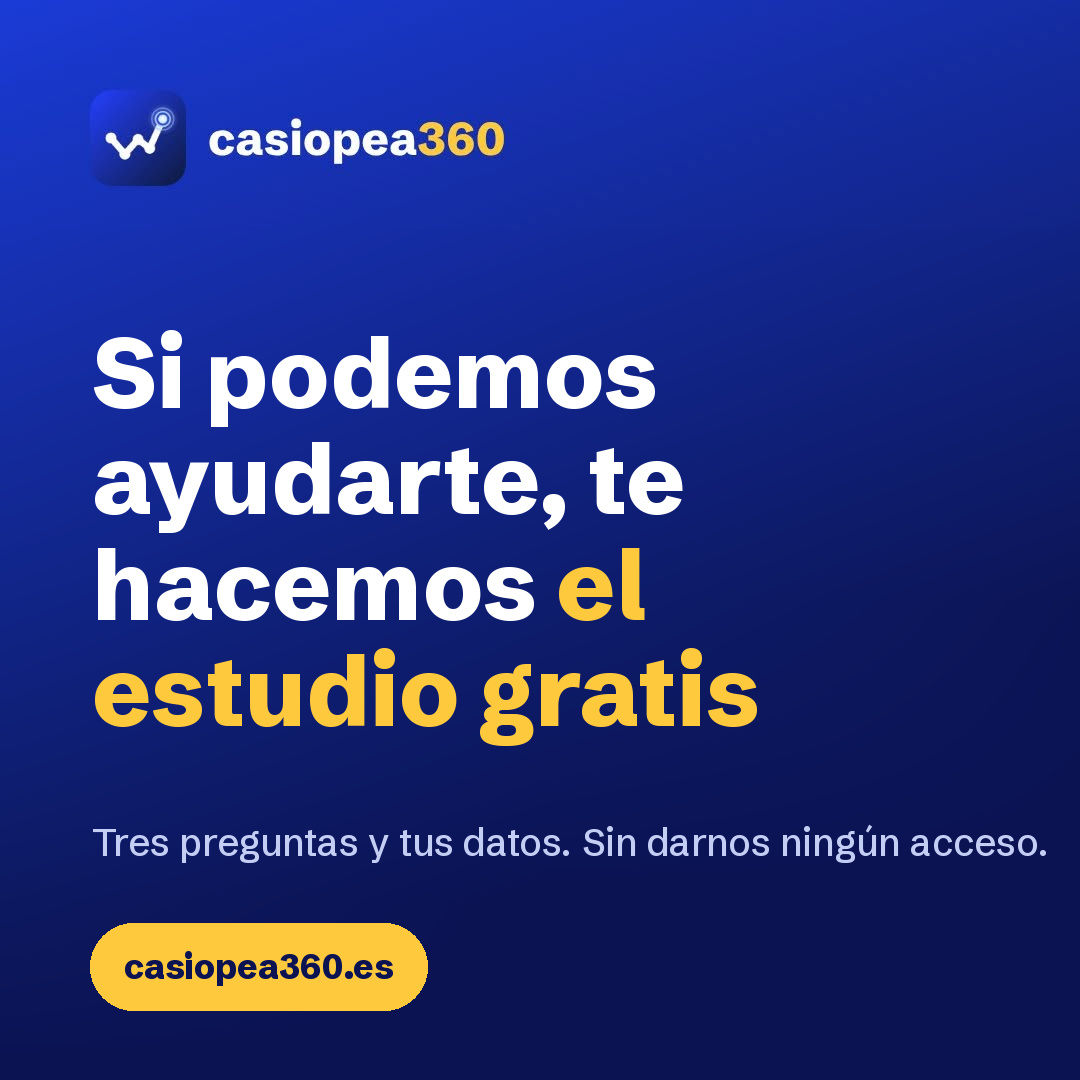 casiopea360
Si podemos
ayudarte, te
hacemos el
estudio gratis
Tres preguntas y tus datos. Sin darnos ningún acceso.
casiopea360.es